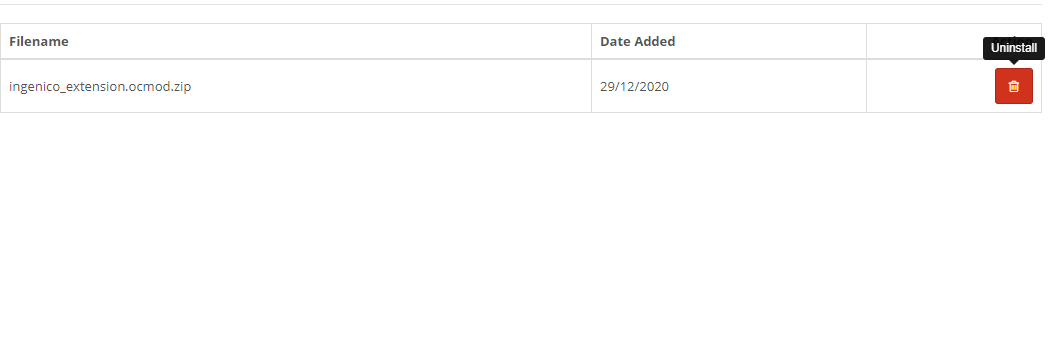 Filename Date Added
Uninstall
ingenico_extension.ocmod.zip 29/12/2020